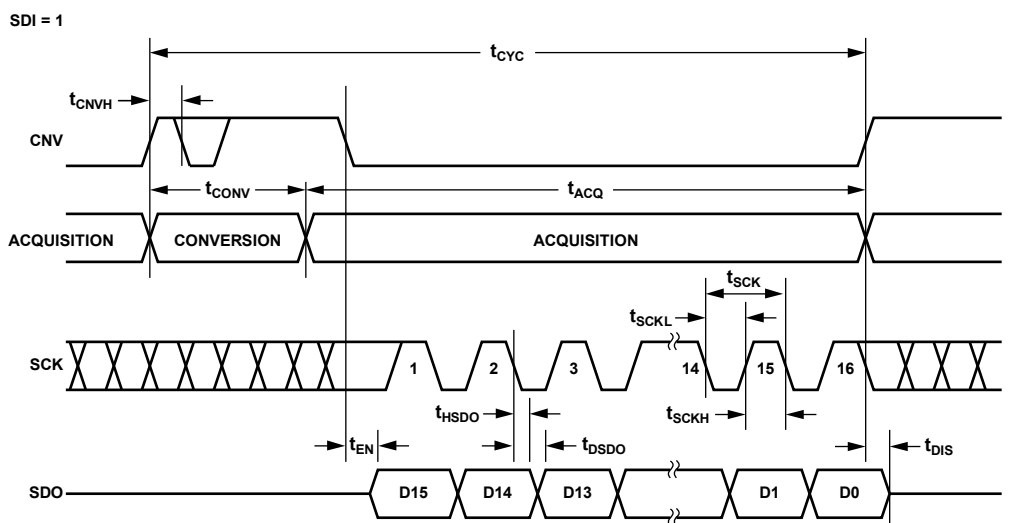 SDI = 1
tCYC
tCNVH
CNV
tCONV
tACQ
ACQUISITION CONVERSION ACQUISITION
tSCK
tSCKL
SCK 1 2 3 14 15 16
tHSDO
tSCKH
tEN
tDSDO
tDIS
SDO D15 D14 D13 D1 D0